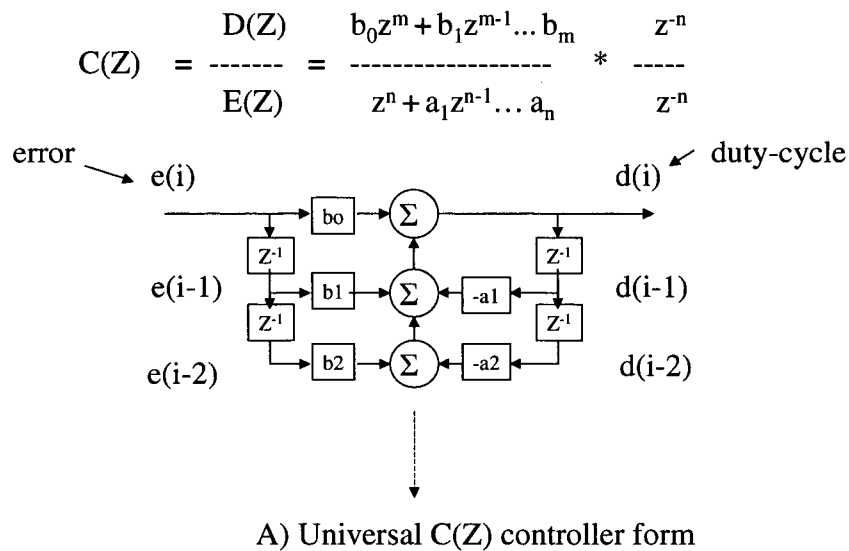 D(Z) b₀zᵐ + b₁zᵐ⁻¹... bₘ z⁻ⁿ
C(Z) = ------- = ------------------- * -----
E(Z) zⁿ + a₁zⁿ⁻¹... aₙ z⁻ⁿ
error
duty-cycle
e(i)
d(i)
bo
Σ
Z⁻¹
Z⁻¹
e(i-1)
b1
Σ
-a1
d(i-1)
Z⁻¹
Z⁻¹
e(i-2)
b2
Σ
-a2
d(i-2)
A) Universal C(Z) controller form